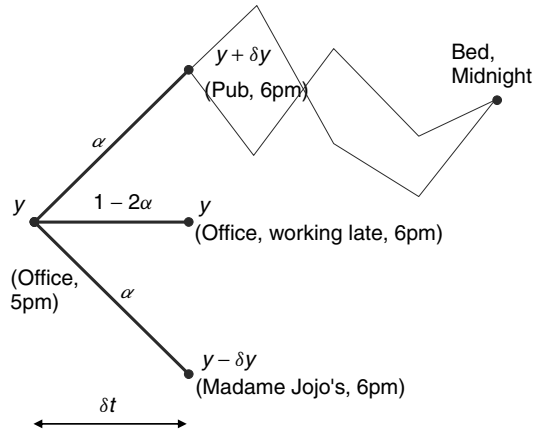 y + δy
(Pub, 6pm)
Bed,
Midnight
α
y
1 − 2α
y
(Office, working late, 6pm)
(Office,
5pm)
α
y − δy
(Madame Jojo's, 6pm)
δt